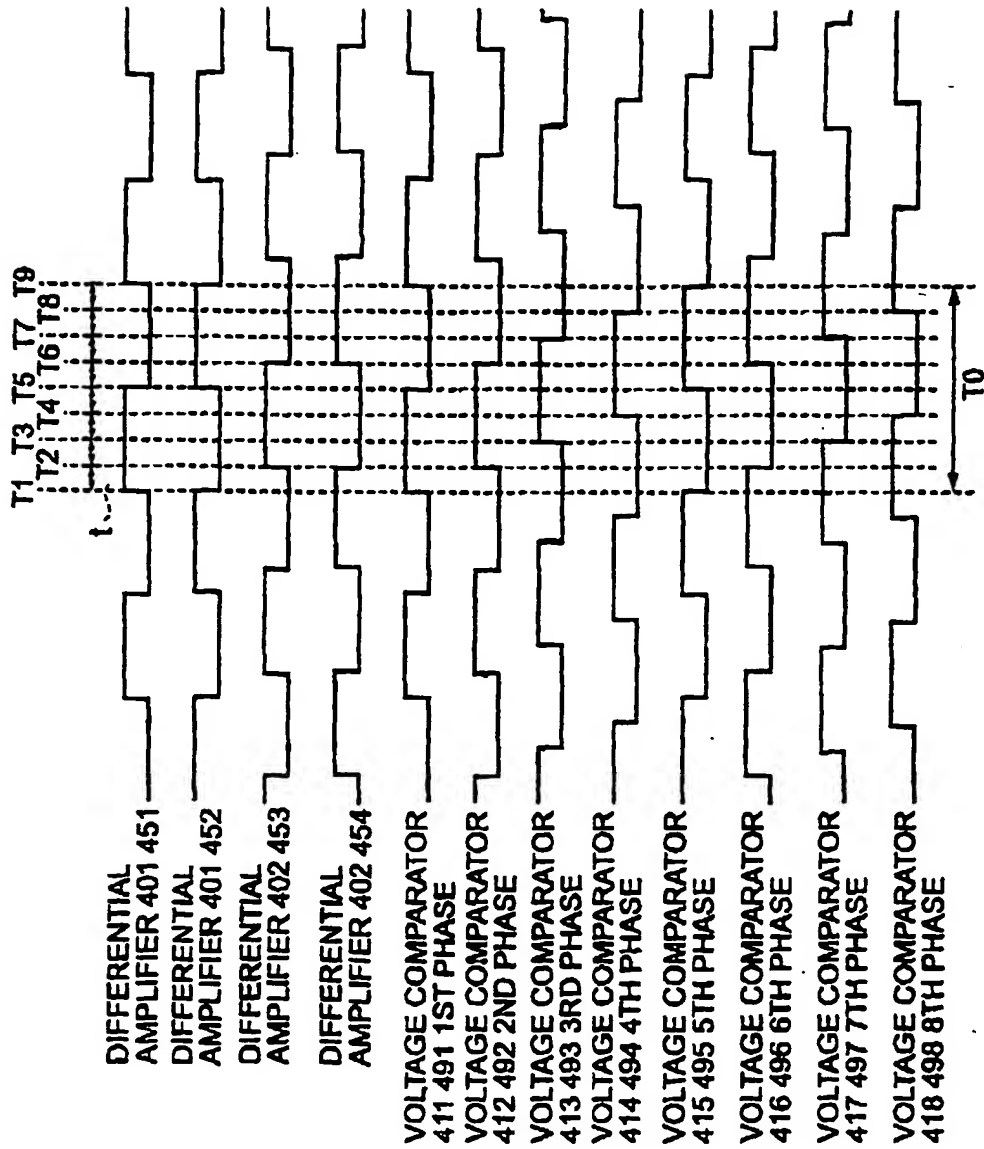 T1
T2
T3
T4
T5
T6
T7
T8
T9
t
DIFFERENTIAL
AMPLIFIER 401 451
DIFFERENTIAL
AMPLIFIER 401 452
DIFFERENTIAL
AMPLIFIER 402 453
DIFFERENTIAL
AMPLIFIER 402 454
VOLTAGE COMPARATOR
411 491 1ST PHASE
VOLTAGE COMPARATOR
412 492 2ND PHASE
VOLTAGE COMPARATOR
413 493 3RD PHASE
VOLTAGE COMPARATOR
414 494 4TH PHASE
VOLTAGE COMPARATOR
415 495 5TH PHASE
VOLTAGE COMPARATOR
416 496 6TH PHASE
VOLTAGE COMPARATOR
417 497 7TH PHASE
VOLTAGE COMPARATOR
418 498 8TH PHASE
T0